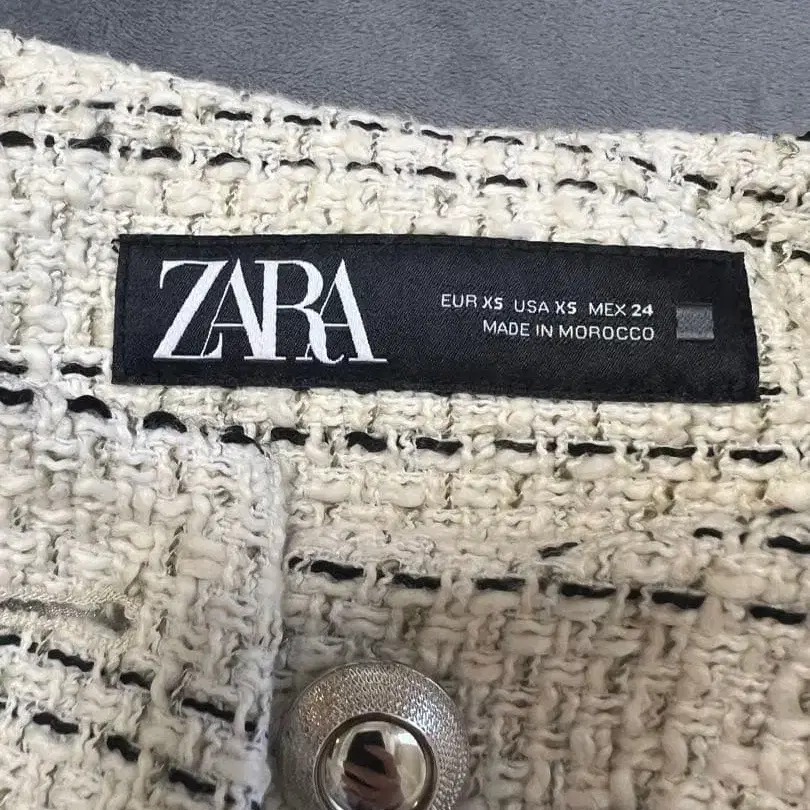 ZARA
EUR XS USA XS MEX 24
MADE IN MOROCCO